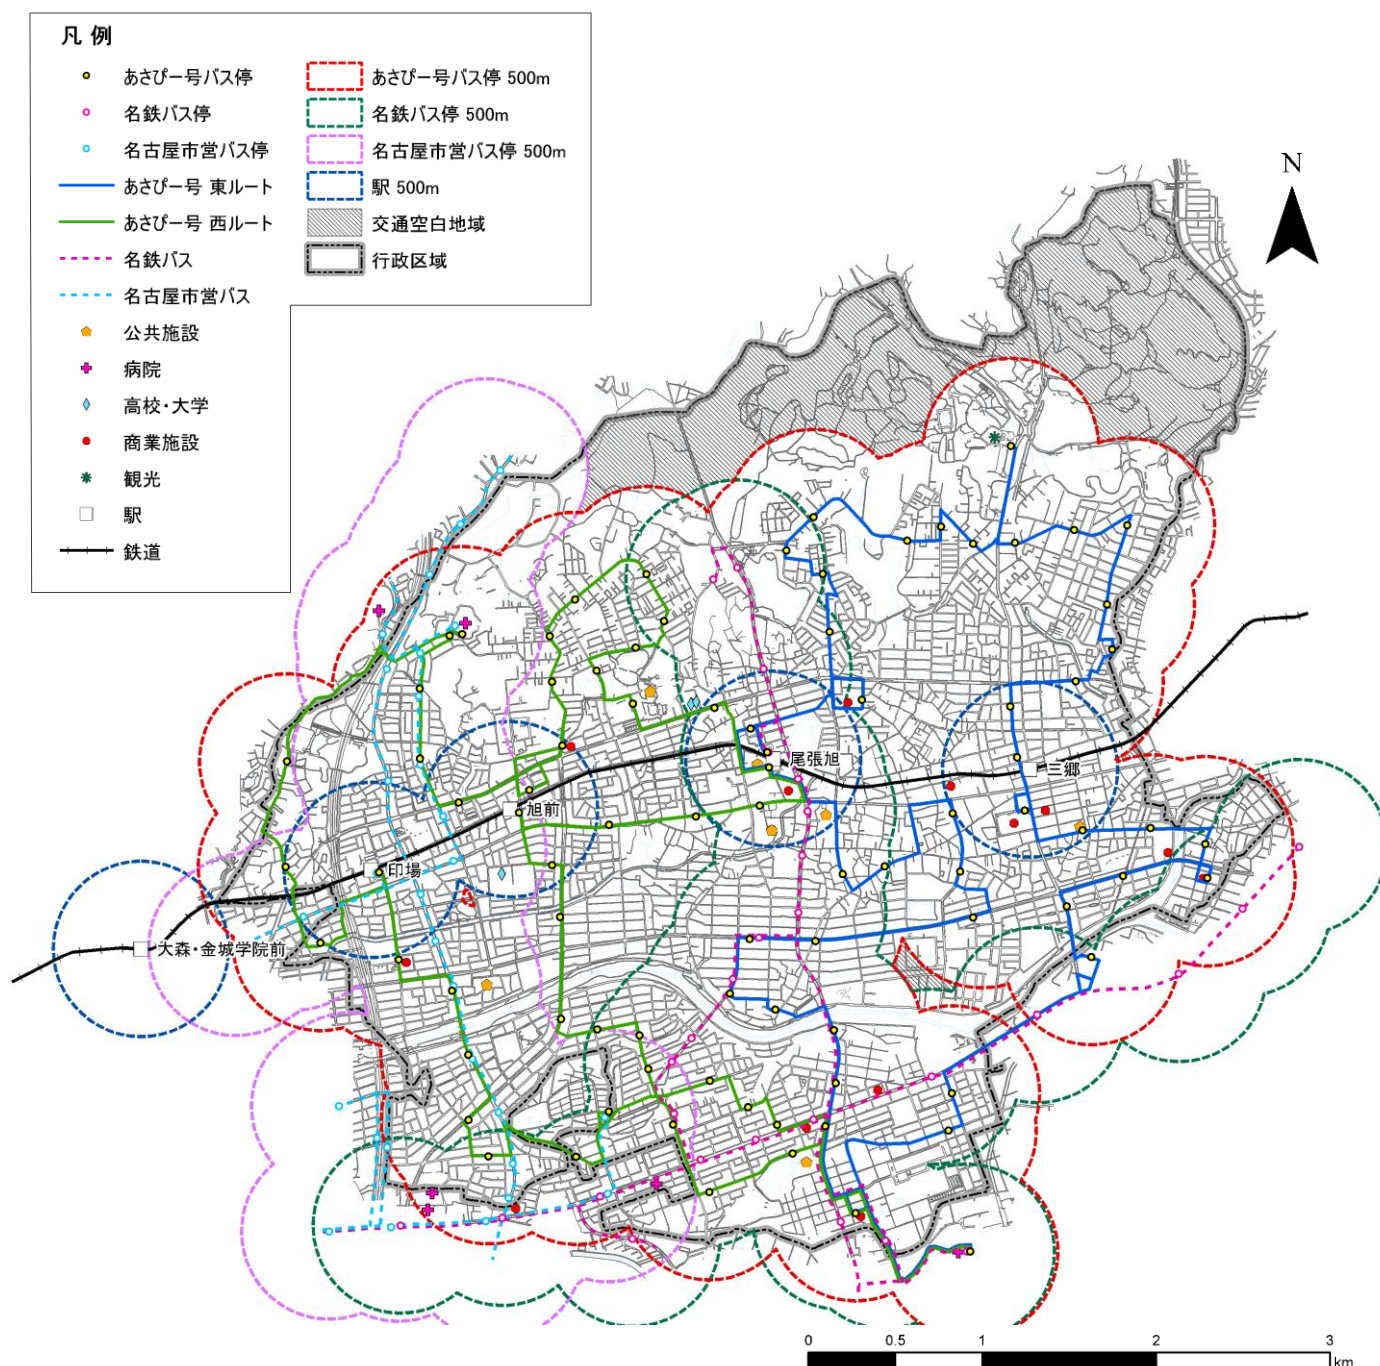 凡 例
あさぴー号バス停
名鉄バス停
名古屋市営バス停
あさぴー号 東ルート
あさぴー号 西ルート
名鉄バス
名古屋市営バス
公共施設
病院
高校・大学
商業施設
観光
駅
鉄道
あさぴー号バス停 500m
名鉄バス停 500m
名古屋市営バス停 500m
駅 500m
交通空白地域
行政区域
N
尾張旭
三郷
旭前
印場
大森・金城学院前
0 0.5 1 2 3
km